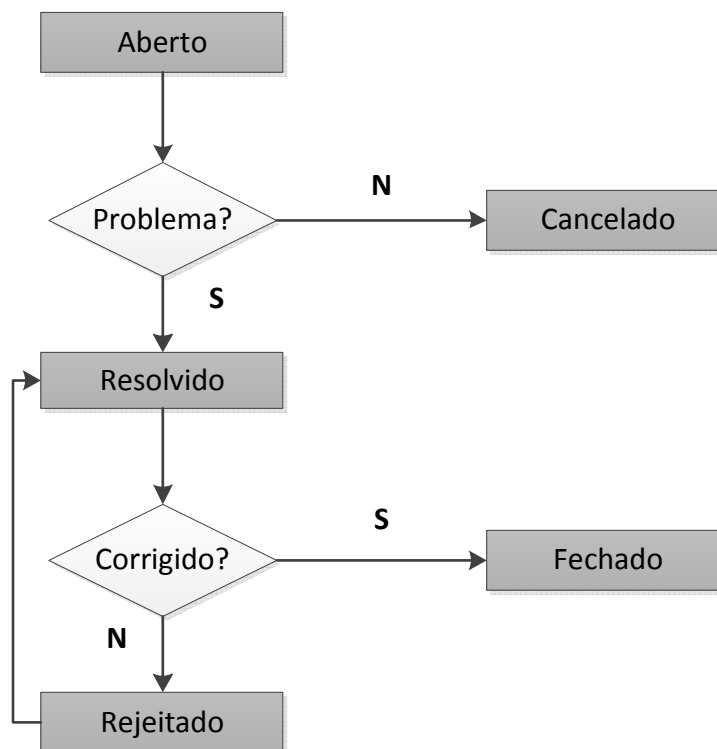 Aberto
Problema?
N
Cancelado
S
Resolvido
Corrigido?
S
Fechado
N
Rejeitado